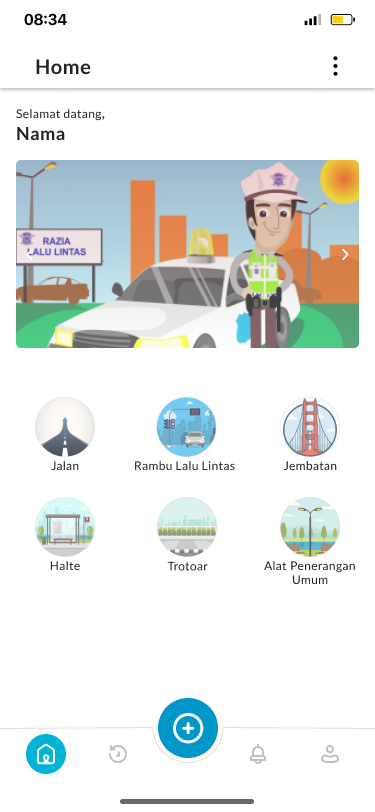 08:34
Home
Selamat datang,
Nama
RAZIA
LALU LINTAS
Jalan
Rambu Lalu Lintas
Jembatan
Halte
Trotoar
Alat Penerangan
Umum